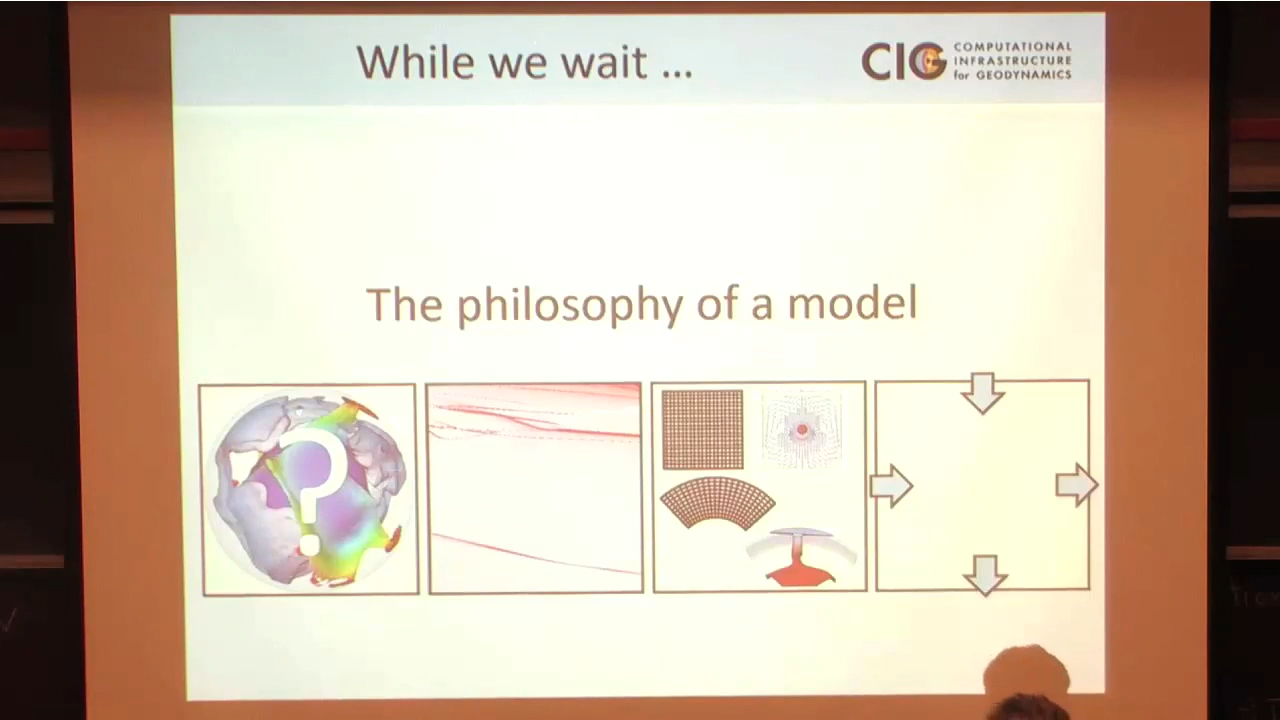 While we wait ...
CIG
COMPUTATIONAL
INFRASTRUCTURE
for GEODYNAMICS
The philosophy of a model
?